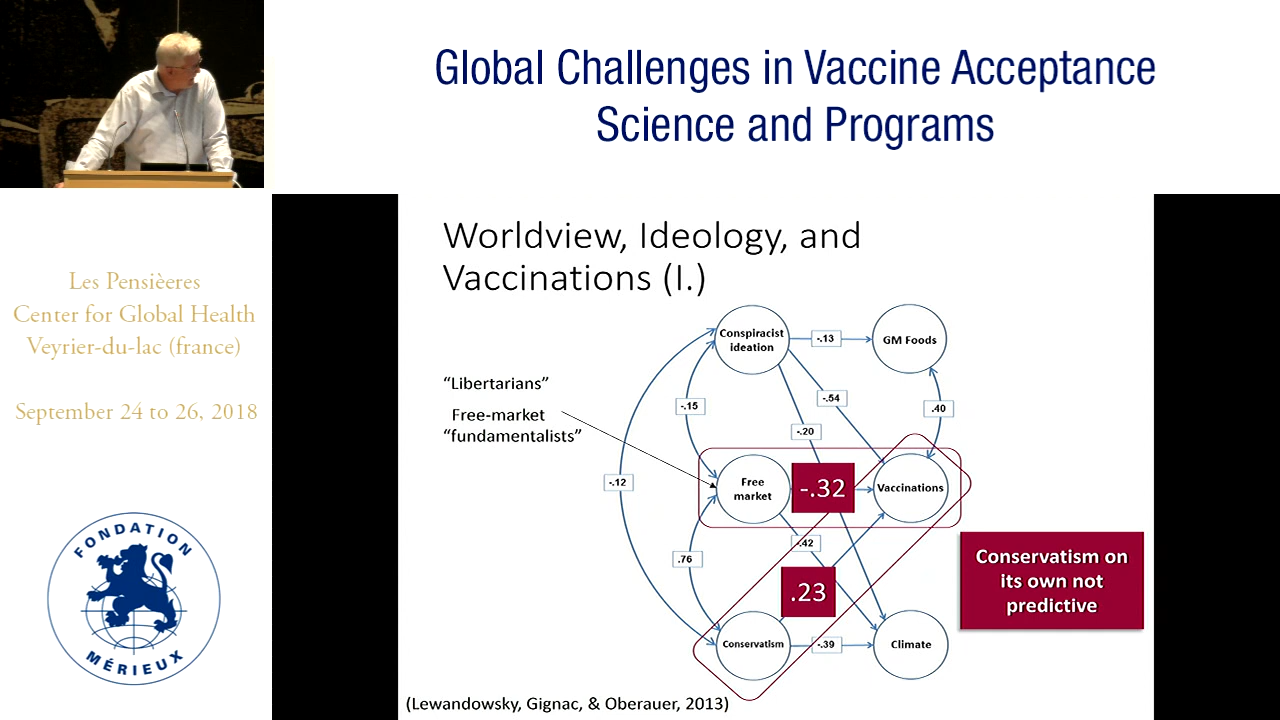 Global Challenges in Vaccine Acceptance
Science and Programs
Les Pensièeres
Center for Global Health
Veyrier-du-lac (france)
September 24 to 26, 2018
FONDATION
MÉRIEUX
Worldview, Ideology, and
Vaccinations (I.)
Conspiracist
ideation
-.13
GM Foods
"Libertarians"
Free-market
"fundamentalists"
-.15
-.54
.40
-.20
-.12
Free
market
-.32
Vaccinations
.76
-.42
.23
Conservatism on
its own not
predictive
Conservatism
-.39
Climate
(Lewandowsky, Gignac, & Oberauer, 2013)